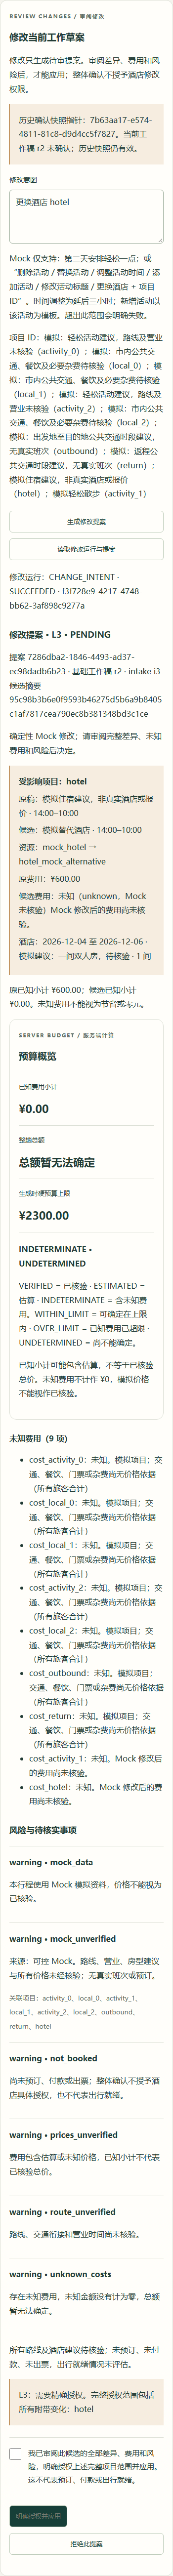 REVIEW CHANGES / 审阅修改
修改当前工作草案
修改只生成待审提案。审阅差异、费用和风
险后，才能应用；整体确认不授予酒店修改
权限。
历史确认快照指针：7b63aa17-e574-
4811-81c8-d9d4cc5f7827。当前工
作稿 r2 未确认；历史快照仍有效。
修改意图
更换酒店 hotel
Mock 仅支持：第二天安排轻松一点；或
“删除活动 / 替换活动 / 调整活动时间 / 添
加活动 / 修改活动标题 / 更换酒店 + 项目
ID”。时间调整为延后三小时；新增活动以
该活动为模板。超出此范围会明确失败。
项目 ID：模拟：轻松活动建议，路线及营业
未核验（activity_0）；模拟：市内公共交
通、餐饮及必要杂费待核验（local_0）；模
拟：市内公共交通、餐饮及必要杂费待核验
（local_1）；模拟：轻松活动建议，路线及
营业未核验（activity_2）；模拟：市内公共
交通、餐饮及必要杂费待核验（local_2）；
模拟：出发地至目的地公共交通时段建议，
无真实班次（outbound）；模拟：返程公
共交通时段建议，无真实班次（return）；
模拟住宿建议，非真实酒店或报价
（hotel）；模拟轻松散步（activity_1）
生成修改提案
读取修改运行与提案
修改运行：CHANGE_INTENT ·
SUCCEEDED · f3f728e9-4217-4748-
bb62-3af898c9277a
修改提案 • L3 • PENDING
提案 7286dba2-1846-4493-ad37-
ec98dadb6b23 · 基础工作稿 r2 · intake i3
候选摘要
95c98b3b6e0f9593b46275d5b6a9b8405
c1af7817cea790ec8b381348bd3c1ce
确定性 Mock 修改；请审阅完整差异、未知
费用和风险后决定。
受影响项目：hotel
原稿：模拟住宿建议，非真实酒店或报
价 · 14:00–10:00
候选：模拟替代酒店 · 14:00–10:00
资源：mock_hotel →
hotel_mock_alternative
原费用：¥600.00
候选费用：未知（unknown，Mock
未核验）Mock 修改后的费用尚未核
验。
酒店：2026-12-04 至 2026-12-06 ·
模拟建议：一间双人房，待核验 · 1 间
原已知小计 ¥600.00；候选已知小计
¥0.00。未知费用不能视为节省或零元。
SERVER BUDGET / 服务端计算
预算概览
已知费用小计
¥0.00
整趟总额
总额暂无法确定
生成时硬预算上限
¥2300.00
INDETERMINATE •
UNDETERMINED
VERIFIED = 已核验 · ESTIMATED =
估算 · INDETERMINATE = 含未知费
用。WITHIN_LIMIT = 可确定在上限
内 · OVER_LIMIT = 已知费用已超限 ·
UNDETERMINED = 尚不能确定。
已知小计可能包含估算，不等于已核验
总价。未知费用不计作 ¥0，模拟价格
不能视作已核验。
未知费用（9 项）
cost_activity_0：未知。模拟项目；交
通、餐饮、门票或杂费尚无价格依据
（所有旅客合计）
cost_local_0：未知。模拟项目；交
通、餐饮、门票或杂费尚无价格依据
（所有旅客合计）
cost_local_1：未知。模拟项目；交
通、餐饮、门票或杂费尚无价格依据
（所有旅客合计）
cost_activity_2：未知。模拟项目；交
通、餐饮、门票或杂费尚无价格依据
（所有旅客合计）
cost_local_2：未知。模拟项目；交
通、餐饮、门票或杂费尚无价格依据
（所有旅客合计）
cost_outbound：未知。模拟项目；
交通、餐饮、门票或杂费尚无价格依据
（所有旅客合计）
cost_return：未知。模拟项目；交
通、餐饮、门票或杂费尚无价格依据
（所有旅客合计）
cost_activity_1：未知。Mock 修改后
的费用尚未核验。
cost_hotel：未知。Mock 修改后的费
用尚未核验。
风险与待核实事项
warning • mock_data
本行程使用 Mock 模拟资料，价格不能视为
已核验。
warning • mock_unverified
来源：可控 Mock。路线、营业、房型建议
与所有价格未经核验；无真实班次或预订。
关联项目：activity_0、local_0、activity_1、
local_1、activity_2、local_2、outbound、
return、hotel
warning • not_booked
尚未预订、付款或出票；整体确认不授予酒
店具体授权，也不代表出行就绪。
warning • prices_unverified
费用包含估算或未知价格，已知小计不代表
已核验总价。
warning • route_unverified
路线、交通衔接和营业时间尚未核验。
warning • unknown_costs
存在未知费用，未知金额没有计为零，总额
暂无法确定。
所有路线及酒店建议待核验；未预订、未付
款、未出票，出行就绪情况未评估。
L3：需要精确授权。完整授权范围包括
所有附带变化：hotel
我已审阅此候选的全部差异、费用和风
险，明确授权上述完整项目范围并应用。
这不代表预订、付款或出行就绪。
明确授权并应用
拒绝此提案